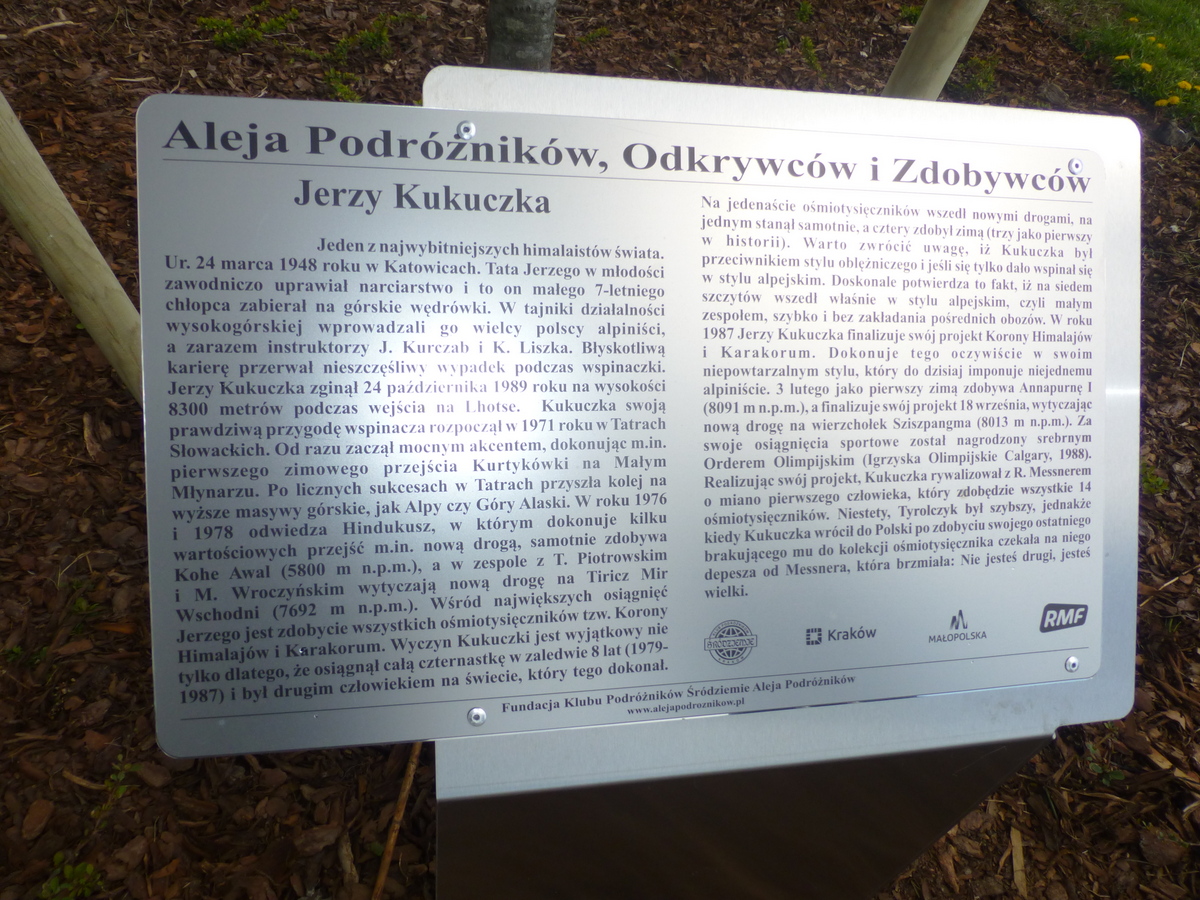 Aleja Podróżników, Odkrywców i Zdobywców
Jerzy Kukuczka
Jeden z najwybitniejszych himalaistów świata.
Ur. 24 marca 1948 roku w Katowicach. Tata Jerzego w młodości
zawodniczo uprawiał narciarstwo i to on małego 7-letniego
chłopca zabierał na górskie wędrówki. W tajniki działalności
wysokogórskiej wprowadzali go wielcy polscy alpiniści,
a zarazem instruktorzy J. Kurczab i K. Liszka. Błyskotliwą
karierę przerwał nieszczęśliwy wypadek podczas wspinaczki.
Jerzy Kukuczka zginął 24 października 1989 roku na wysokości
8300 metrów podczas wejścia na Lhotse. Kukuczka swoją
prawdziwą przygodę wspinacza rozpoczął w 1971 roku w Tatrach
Słowackich. Od razu zaczął mocnym akcentem, dokonując m.in.
pierwszego zimowego przejścia Kurtykówki na Małym
Młynarzu. Po licznych sukcesach w Tatrach przyszła kolej na
wyższe masywy górskie, jak Alpy czy Góry Alaski. W roku 1976
i 1978 odwiedza Hindukusz, w którym dokonuje kilku
wartościowych przejść m.in. nową drogą, samotnie zdobywa
Kohe Awal (5800 m n.p.m.), a w zespole z T. Piotrowskim
i M. Wroczyńskim wytyczają nową drogę na Tiricz Mir
Wschodni (7692 m n.p.m.). Wśród największych osiągnięć
Jerzego jest zdobycie wszystkich ośmiotysięczników tzw. Korony
Himalajów i Karakorum. Wyczyn Kukuczki jest wyjątkowy nie
tylko dlatego, że osiągnął całą czternastkę w zaledwie 8 lat (1979-
1987) i był drugim człowiekiem na świecie, który tego dokonał.
Na jedenaście ośmiotysięczników wszedł nowymi drogami, na
jednym stanął samotnie, a cztery zdobył zimą (trzy jako pierwszy
w historii). Warto zwrócić uwagę, iż Kukuczka był
przeciwnikiem stylu oblężniczego i jeśli się tylko dało wspinał się
w stylu alpejskim. Doskonale potwierdza to fakt, iż na siedem
szczytów wszedł właśnie w stylu alpejskim, czyli małym
zespołem, szybko i bez zakładania pośrednich obozów. W roku
1987 Jerzy Kukuczka finalizuje swój projekt Korony Himalajów
i Karakorum. Dokonuje tego oczywiście w swoim
niepowtarzalnym stylu, który do dzisiaj imponuje niejednemu
alpiniście. 3 lutego jako pierwszy zimą zdobywa Annapurnę I
(8091 m n.p.m.), a finalizuje swój projekt 18 września, wytyczając
nową drogę na wierzchołek Sziszpangma (8013 m n.p.m.). Za
swoje osiągnięcia sportowe został nagrodzony srebrnym
Orderem Olimpijskim (Igrzyska Olimpijskie Calgary, 1988).
Realizując swój projekt, Kukuczka rywalizował z R. Messnerem
o miano pierwszego człowieka, który zdobędzie wszystkie 14
ośmiotysięczników. Niestety, Tyrolczyk był szybszy, jednakże
kiedy Kukuczka wrócił do Polski po zdobyciu swojego ostatniego
brakującego mu do kolekcji ośmiotysięcznika czekała na niego
depesza od Messnera, która brzmiała: Nie jesteś drugi, jesteś
wielki.
ŚRÓDZIEMIE
Kraków
MAŁOPOLSKA
RMF
Fundacja Klubu Podróżników Śródziemie Aleja Podróżników
www.alejapodroznikow.pl